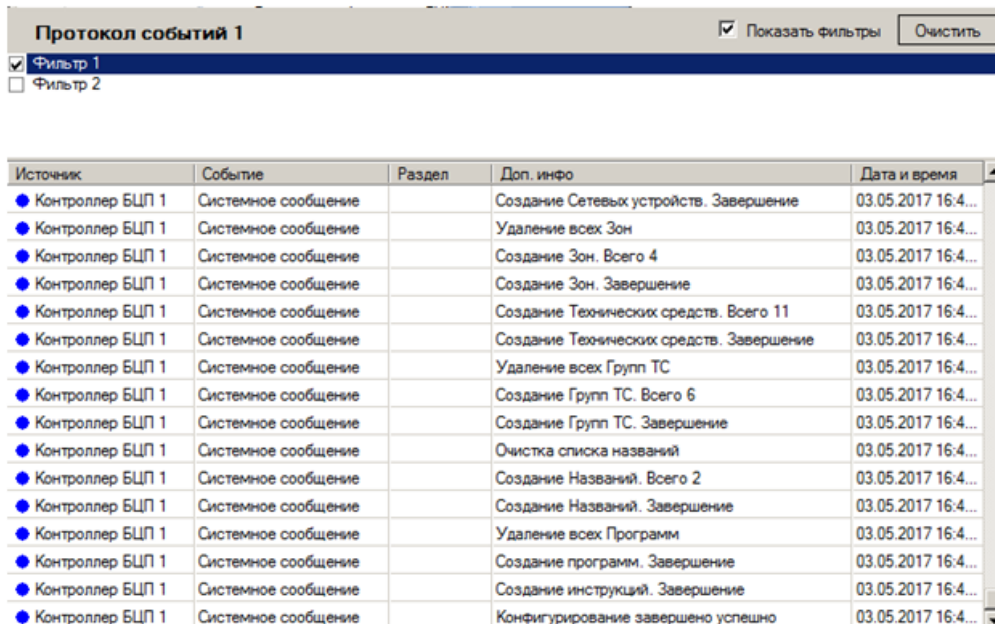 Протокол событий 1 Показать фильтры Очистить
Фильтр 1
Фильтр 2
Источник Событие Раздел Доп. инфо Дата и время
Контроллер БЦП 1 Системное сообщение Создание Сетевых устройств. Завершение 03.05.2017 16:4...
Контроллер БЦП 1 Системное сообщение Удаление всех Зон 03.05.2017 16:4...
Контроллер БЦП 1 Системное сообщение Создание Зон. Всего 4 03.05.2017 16:4...
Контроллер БЦП 1 Системное сообщение Создание Зон. Завершение 03.05.2017 16:4...
Контроллер БЦП 1 Системное сообщение Создание Технических средств. Всего 11 03.05.2017 16:4...
Контроллер БЦП 1 Системное сообщение Создание Технических средств. Завершение 03.05.2017 16:4...
Контроллер БЦП 1 Системное сообщение Удаление всех Групп ТС 03.05.2017 16:4...
Контроллер БЦП 1 Системное сообщение Создание Групп ТС. Всего 6 03.05.2017 16:4...
Контроллер БЦП 1 Системное сообщение Создание Групп ТС. Завершение 03.05.2017 16:4...
Контроллер БЦП 1 Системное сообщение Очистка списка названий 03.05.2017 16:4...
Контроллер БЦП 1 Системное сообщение Создание Названий. Всего 2 03.05.2017 16:4...
Контроллер БЦП 1 Системное сообщение Создание Названий. Завершение 03.05.2017 16:4...
Контроллер БЦП 1 Системное сообщение Удаление всех Программ 03.05.2017 16:4...
Контроллер БЦП 1 Системное сообщение Создание программ. Завершение 03.05.2017 16:4...
Контроллер БЦП 1 Системное сообщение Создание инструкций. Завершение 03.05.2017 16:4...
Контроллер БЦП 1 Системное сообщение Конфигурирование завершено успешно 03.05.2017 16:4...